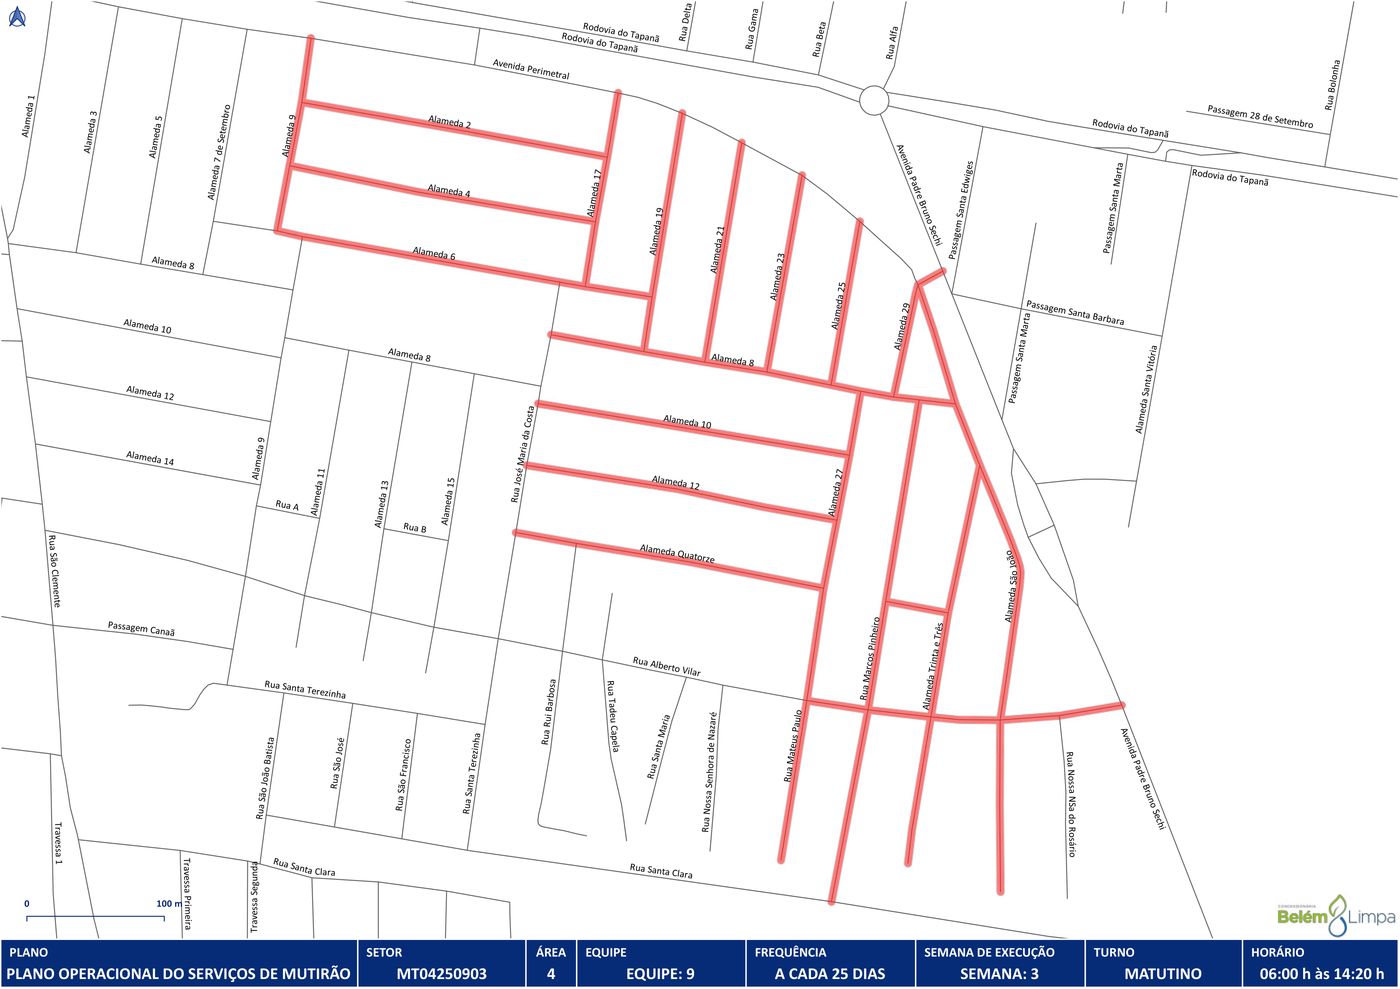 Rua Delta
Rua Gama
Rua Beta
Rua Alfa
Rodovia do Tapanã
Rodovia do Tapanã
Avenida Perimetral
Rua Bolonha
Passagem 28 de Setembro
Rodovia do Tapanã
Rodovia do Tapanã
Alameda 1
Alameda 3
Alameda 5
Alameda 7 de Setembro
Alameda 9
Alameda 2
Alameda 4
Alameda 17
Alameda 6
Alameda 19
Alameda 21
Alameda 23
Alameda 25
Alameda 29
Avenida Padre Bruno Sechi
Passagem Santa Edwiges
Passagem Santa Marta
Passagem Santa Barbara
Passagem Santa Marta
Alameda Santa Vitória
Alameda 8
Alameda 10
Alameda 8
Alameda 8
Alameda 12
Alameda 14
Alameda 9
Alameda 11
Alameda 13
Alameda 15
Rua A
Rua B
Rua José Maria da Costa
Alameda 10
Alameda 12
Alameda 27
Alameda Quatorze
Alameda São João
Rua São Clemente
Passagem Canaã
Rua Santa Terezinha
Rua Alberto Vilar
Rua Marcos Pinheiro
Alameda Trinta e Três
Rua São João Batista
Rua São José
Rua São Francisco
Rua Santa Terezinha
Rua Rui Barbosa
Rua Tadeu Capela
Rua Santa Maria
Rua Nossa Senhora de Nazaré
Rua Mateus Paulo
Rua Nossa NSa do Rosário
Avenida Padre Bruno Sechi
Travessa 1
Travessa Primeira
Travessa Segunda
Rua Santa Clara
Rua Santa Clara
0 100 m
CONCESSIONÁRIA
Belém Limpa
PLANO
PLANO OPERACIONAL DO SERVIÇOS DE MUTIRÃO
SETOR
MT04250903
ÁREA
4
EQUIPE
EQUIPE: 9
FREQUÊNCIA
A CADA 25 DIAS
SEMANA DE EXECUÇÃO
SEMANA: 3
TURNO
MATUTINO
HORÁRIO
06:00 h às 14:20 h